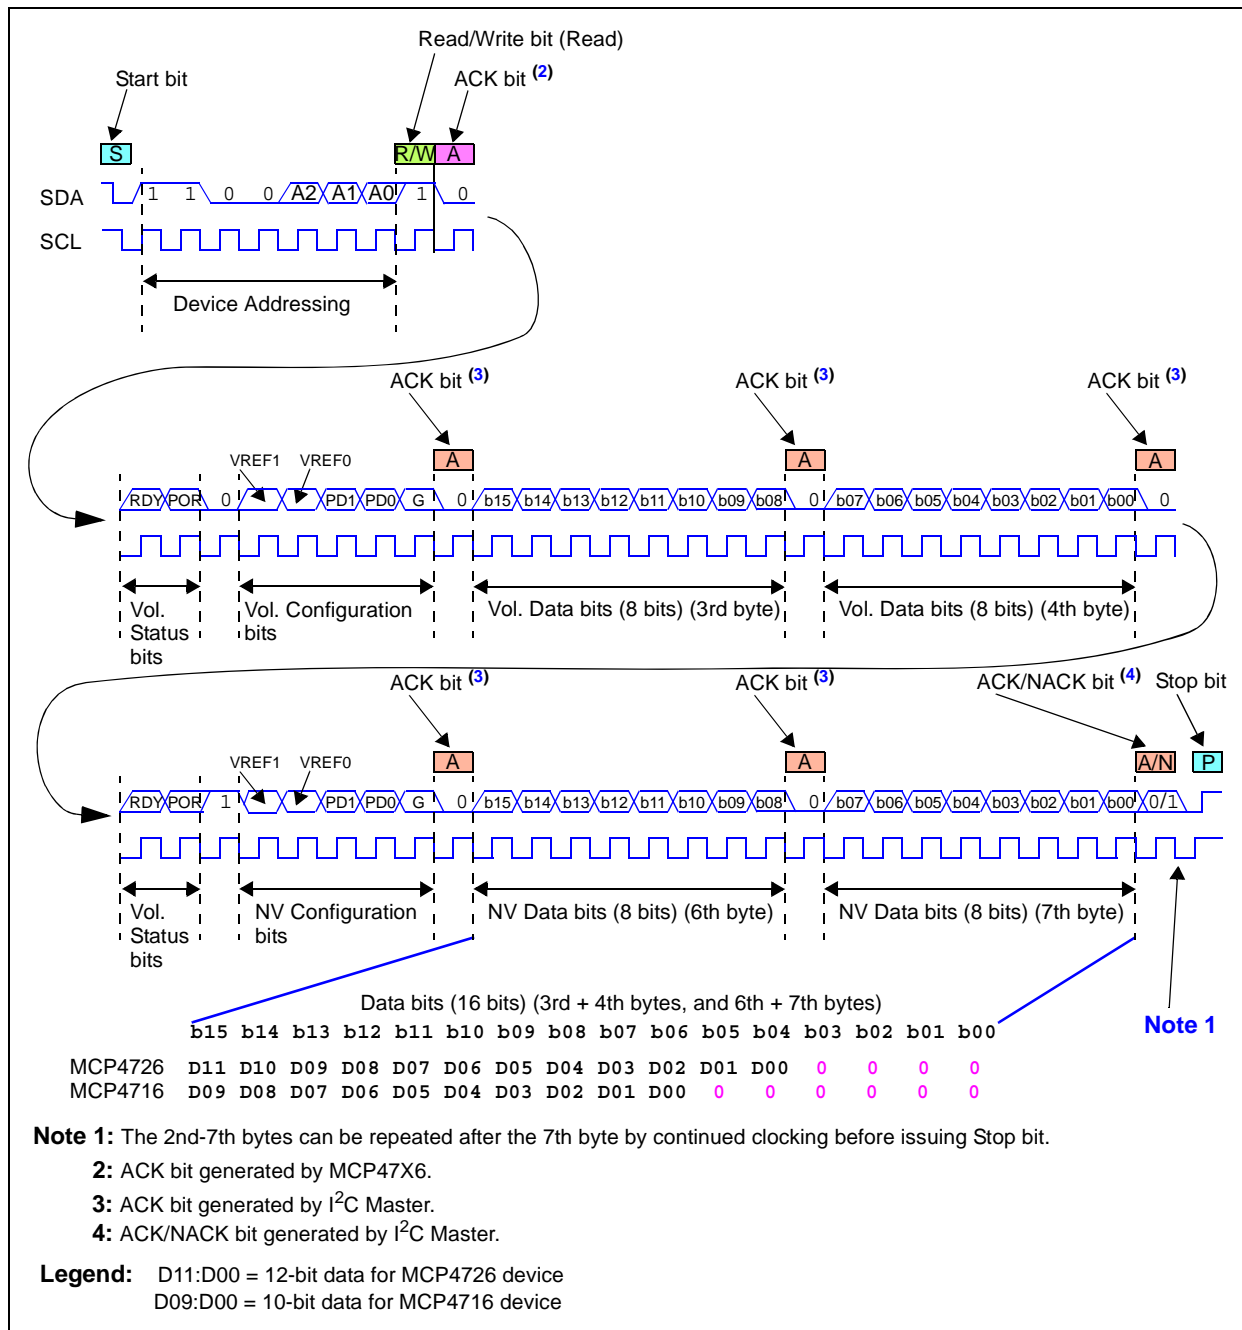 Read/Write bit (Read)
Start bit
ACK bit (2)
S
R/W A
SDA 1 1 0 0 A2 A1 A0 1 0
SCL
Device Addressing
ACK bit (3) ACK bit (3) ACK bit (3)
A A A
VREF1 VREF0
RDY POR 0 PD1 PD0 G 0 b15 b14 b13 b12 b11 b10 b09 b08 0 b07 b06 b05 b04 b03 b02 b01 b00 0
Vol. Status bits
Vol. Configuration bits
Vol. Data bits (8 bits) (3rd byte)
Vol. Data bits (8 bits) (4th byte)
ACK bit (3) ACK bit (3) ACK/NACK bit (4) Stop bit
A A A/N P
VREF1 VREF0
RDY POR 1 PD1 PD0 G 0 b15 b14 b13 b12 b11 b10 b09 b08 0 b07 b06 b05 b04 b03 b02 b01 b00 0/1
Vol. Status bits
NV Configuration bits
NV Data bits (8 bits) (6th byte)
NV Data bits (8 bits) (7th byte)
Note 1
Data bits (16 bits) (3rd + 4th bytes, and 6th + 7th bytes)
b15 b14 b13 b12 b11 b10 b09 b08 b07 b06 b05 b04 b03 b02 b01 b00
MCP4726 D11 D10 D09 D08 D07 D06 D05 D04 D03 D02 D01 D00 0 0 0 0
MCP4716 D09 D08 D07 D06 D05 D04 D03 D02 D01 D00 0 0 0 0 0 0
Note 1: The 2nd-7th bytes can be repeated after the 7th byte by continued clocking before issuing Stop bit.
2: ACK bit generated by MCP47X6.
3: ACK bit generated by I2C Master.
4: ACK/NACK bit generated by I2C Master.
Legend: D11:D00 = 12-bit data for MCP4726 device
D09:D00 = 10-bit data for MCP4716 device